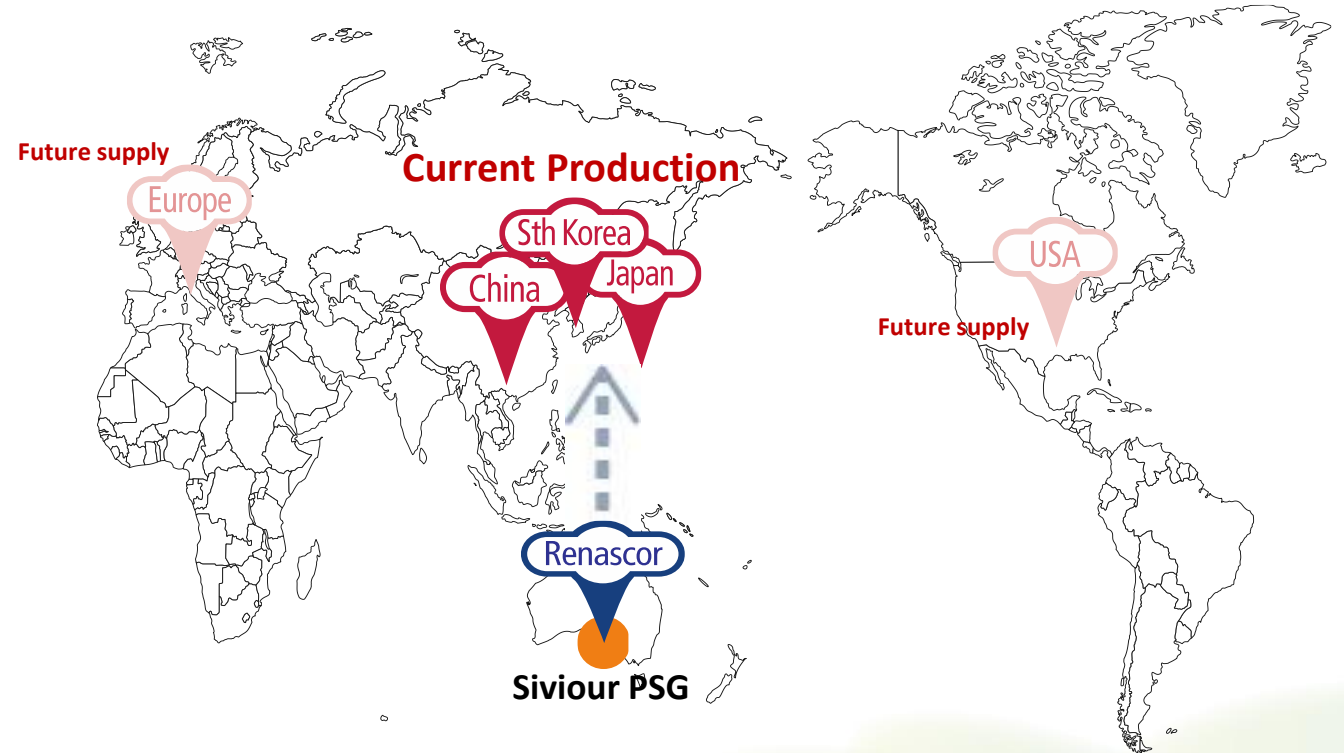 Future supply
Europe
Current Production
Sth Korea
China
Japan
USA
Future supply
Renascor
Siviour PSG